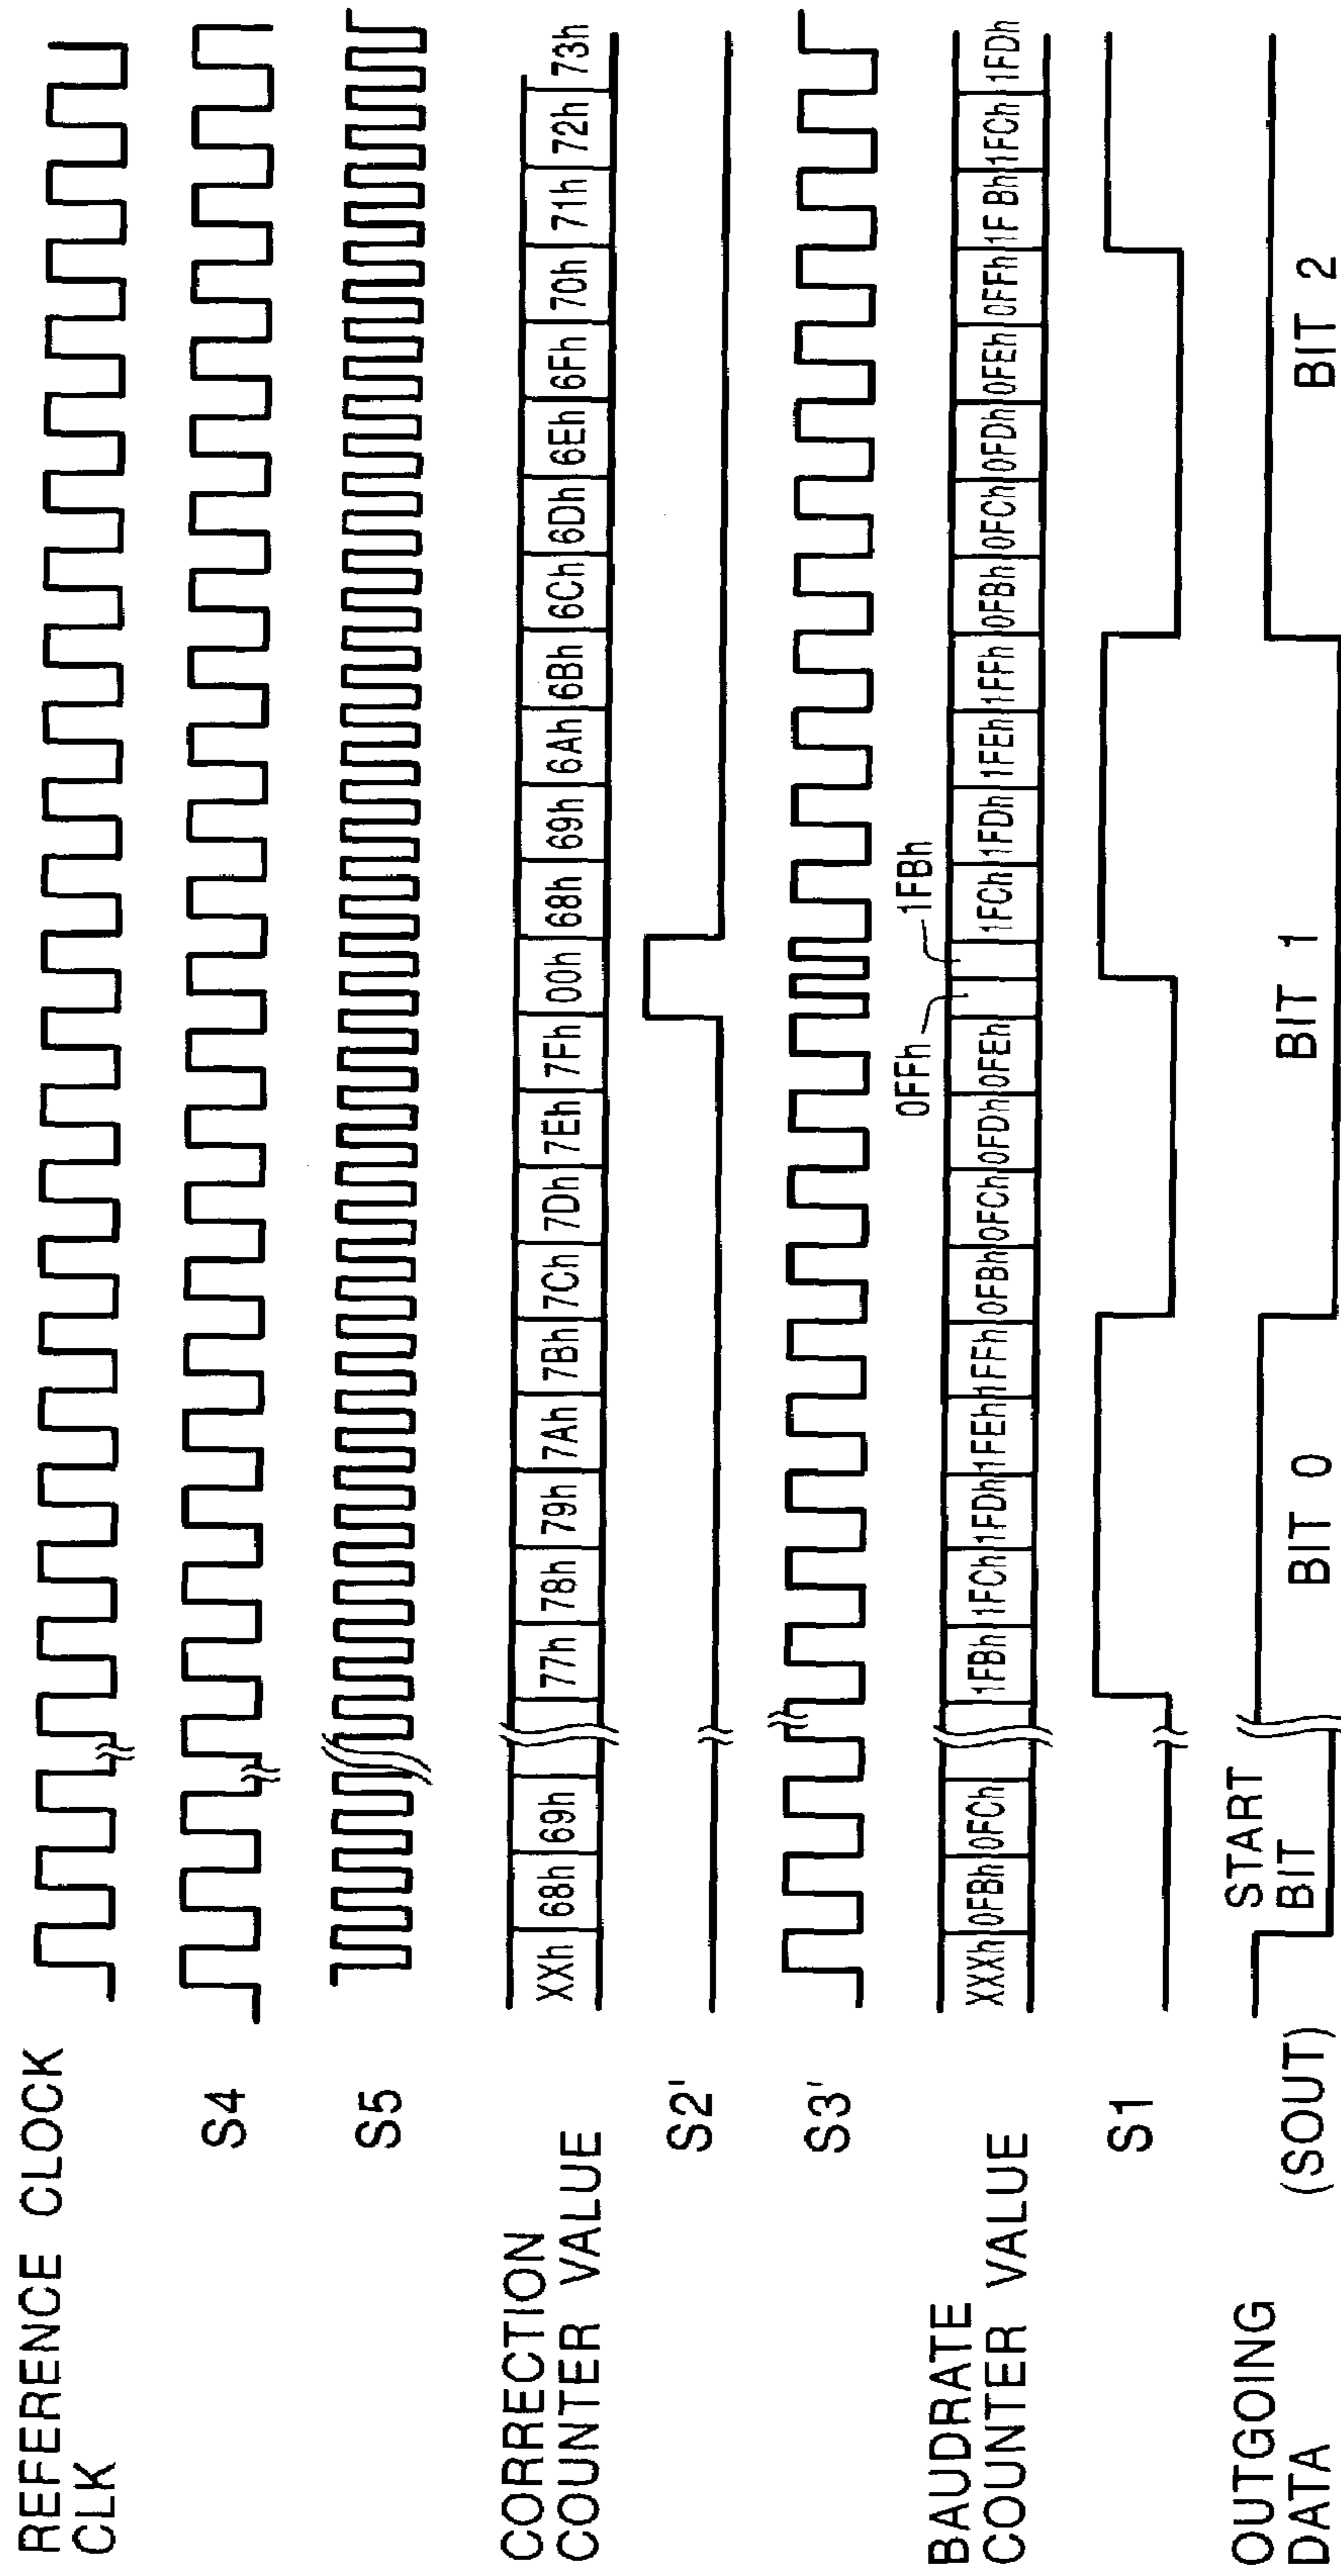 REFERENCE CLOCK
CLK
S4
S5
CORRECTION
COUNTER VALUE
XXh 68h 69h 77h 78h 79h 7Ah 7Bh 7Ch 7Dh 7Eh 7Fh 00h 68h 69h 6Ah 6Bh 6Ch 6Dh 6Eh 6Fh 70h 71h 72h 73h
S2'
S3'
0FFh 1FBh
BAUDRATE
COUNTER VALUE
XXXh 0FBh 0FCh 1FBh 1FCh 1FDh 1FEh 1FFh 0FBh 0FCh 0FDh 0FEh 1FCh 1FDh 1FEh 1FFh 0FBh 0FCh 0FDh 0FEh 0FFh 1F Bh 1FCh 1FDh
S1
OUTGOING
DATA
(SOUT)
START
BIT
BIT 0
BIT 1
BIT 2